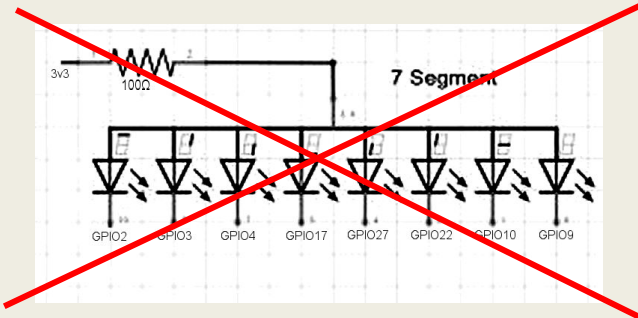 7 Segment
3v3
100Ω
GPIO2 GPIO3 GPIO4 GPIO17 GPIO27 GPIO22 GPIO10 GPIO9